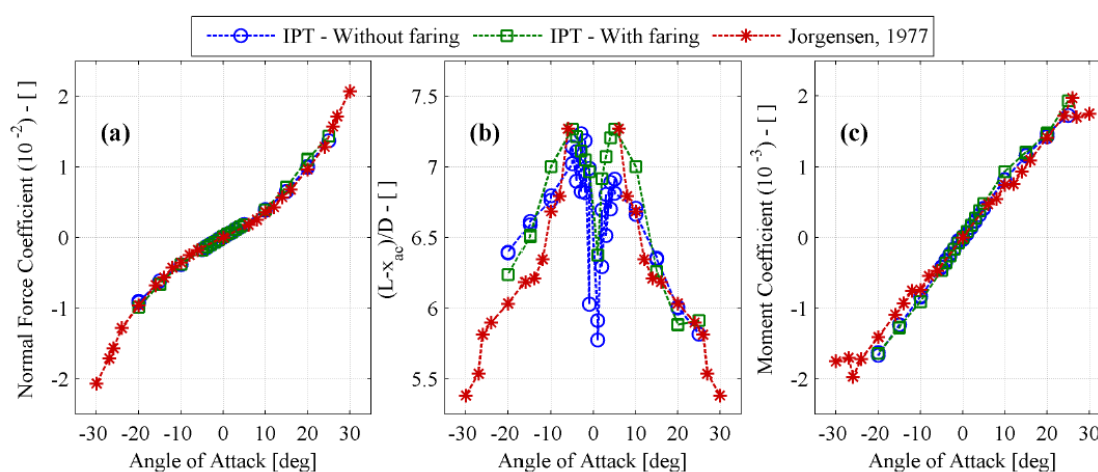 IPT - Without faring IPT - With faring Jorgensen, 1977
Normal Force Coefficient (10⁻²) - [ ]
2
1
0
-1
-2
(a)
-30 -20 -10 0 10 20 30
Angle of Attack [deg]
(L-x_ac)/D - [ ]
7.5
7
6.5
6
5.5
(b)
-30 -20 -10 0 10 20 30
Angle of Attack [deg]
Moment Coefficient (10⁻³) - [ ]
2
1
0
-1
-2
(c)
-30 -20 -10 0 10 20 30
Angle of Attack [deg]